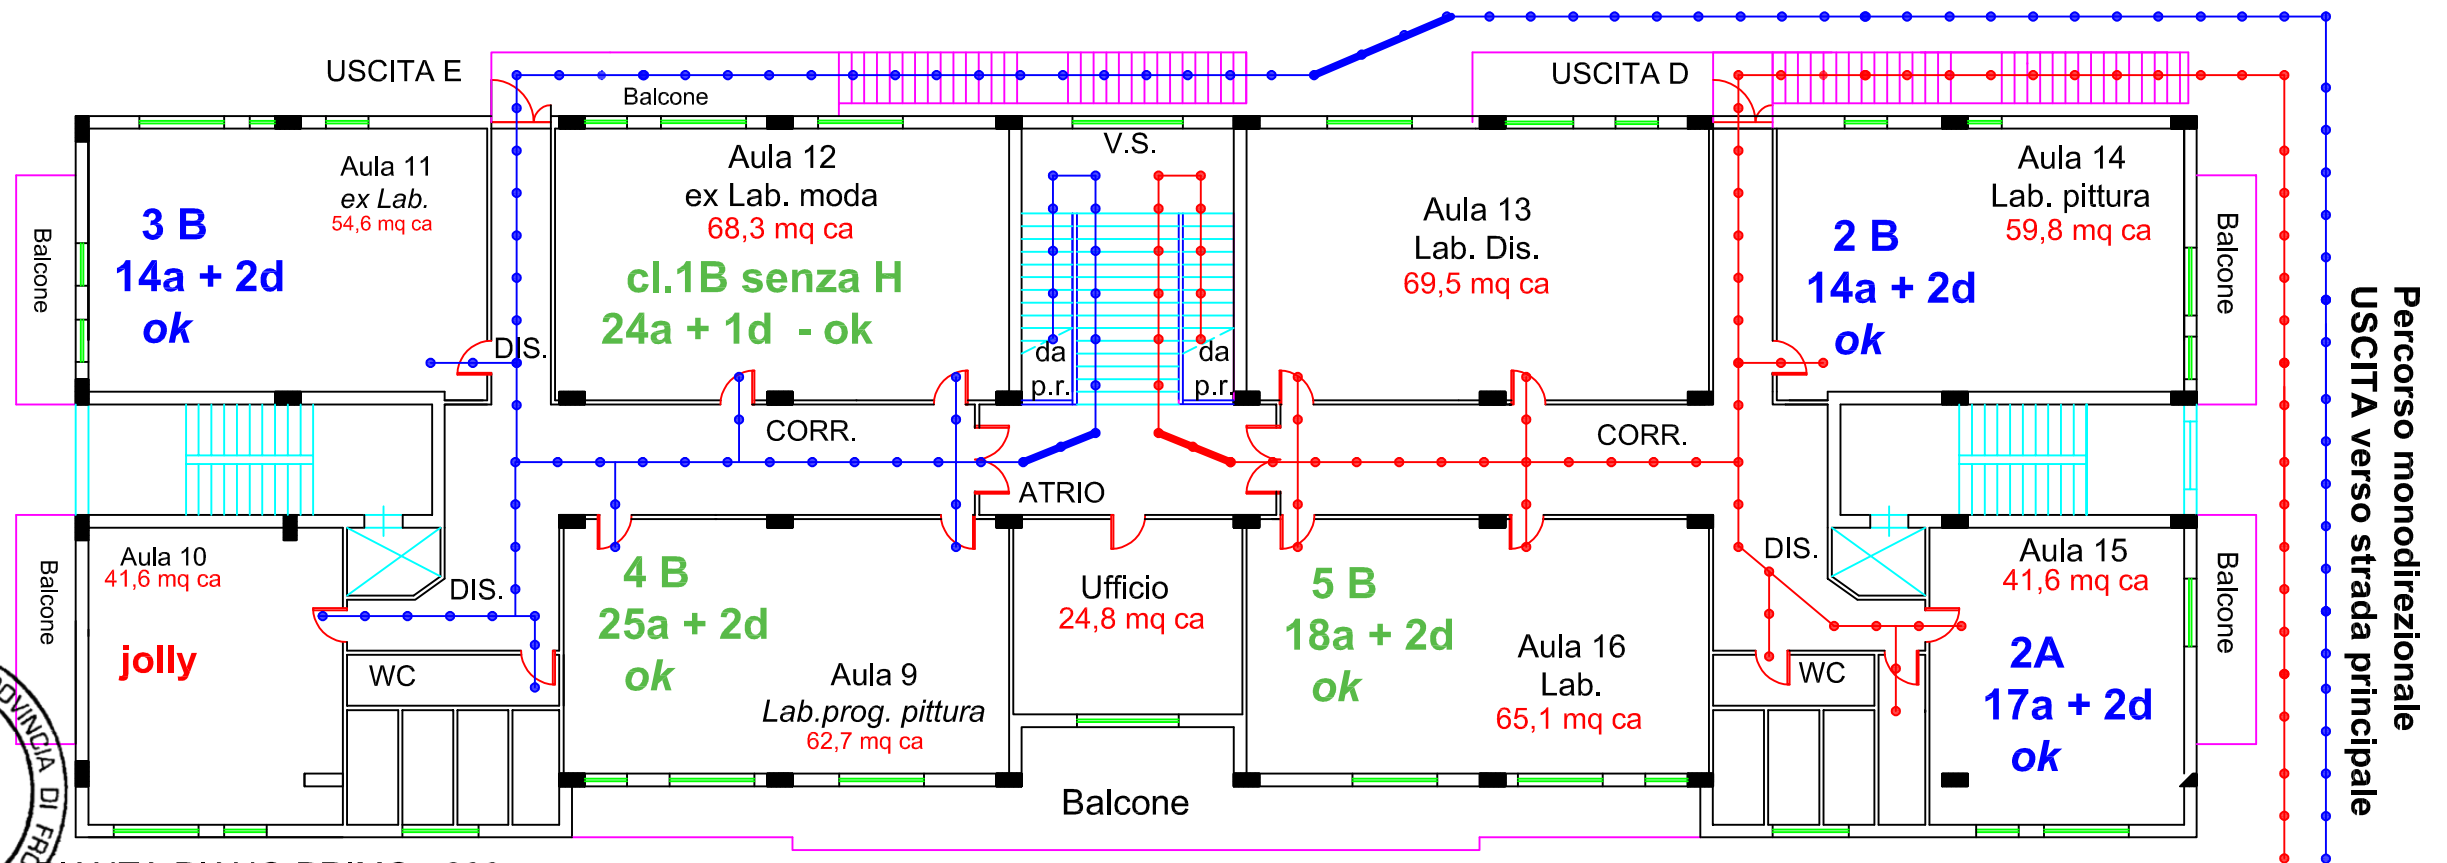 USCITA E
Balcone
USCITA D
V.S.
Aula 11
ex Lab.
54,6 mq ca
3 B
14a + 2d
ok
Balcone
DIS.
Aula 12
ex Lab. moda
68,3 mq ca
cl.1B senza H
24a + 1d - ok
da
p.r.
da
p.r.
Aula 13
Lab. Dis.
69,5 mq ca
Aula 14
Lab. pittura
59,8 mq ca
2 B
14a + 2d
ok
Balcone
Percorso monodirezionale
USCITA verso strada principale
CORR.
ATRIO
CORR.
Aula 10
41,6 mq ca
jolly
Balcone
DIS.
WC
4 B
25a + 2d
ok
Aula 9
Lab.prog. pittura
62,7 mq ca
Ufficio
24,8 mq ca
Balcone
5 B
18a + 2d
ok
Aula 16
Lab.
65,1 mq ca
DIS.
WC
Aula 15
41,6 mq ca
2A
17a + 2d
ok
Balcone
DI